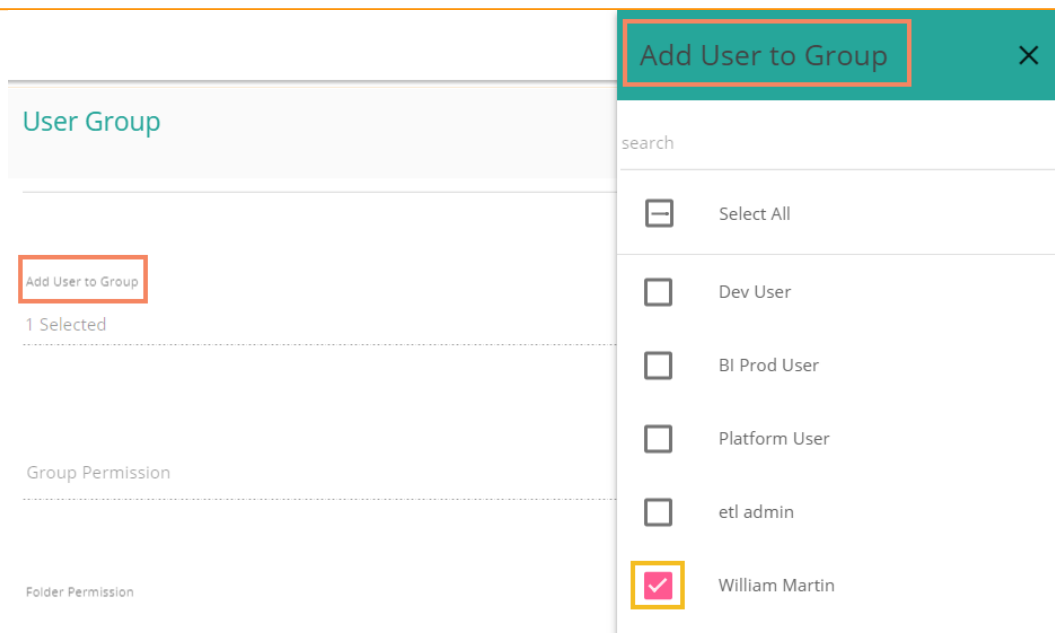 User Group
Add User to Group
1 Selected
Group Permission
Folder Permission
Add User to Group
search
Select All
Dev User
BI Prod User
Platform User
etl admin
William Martin